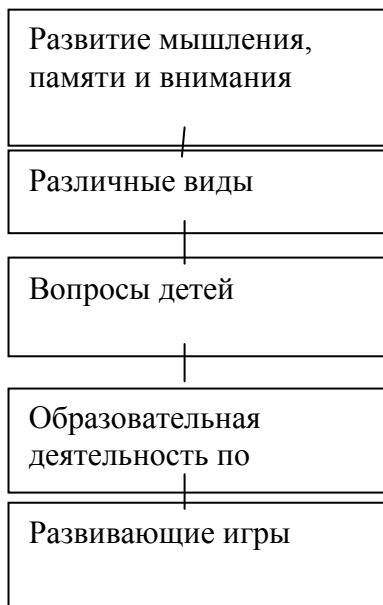 Развитие мышления,
памяти и внимания
Различные виды
Вопросы детей
Образовательная
деятельность по
Развивающие игры